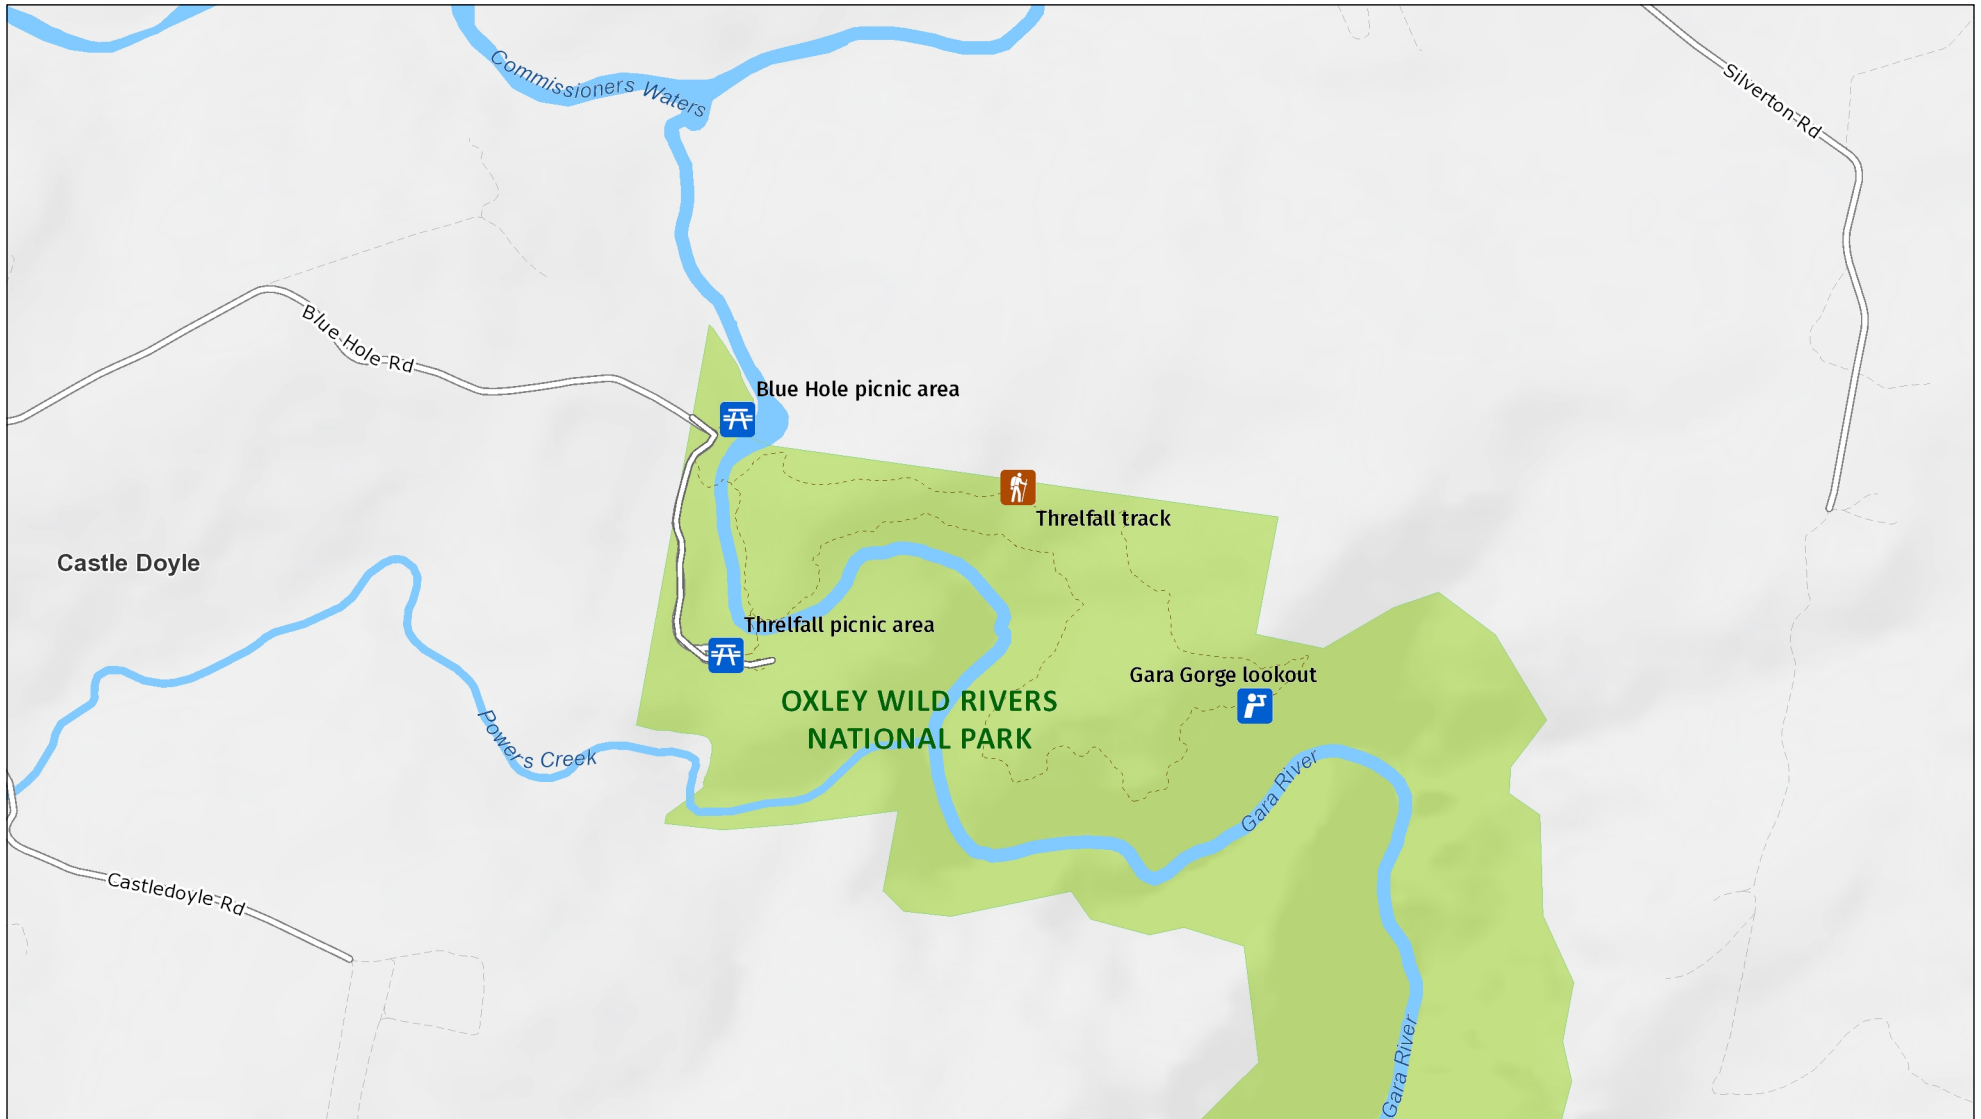 Commissioners Waters
Silverton Rd
Blue Hole Rd
Blue Hole picnic area
Threlfall track
Castle Doyle
Threlfall picnic area
Gara Gorge lookout
OXLEY WILD RIVERS
NATIONAL PARK
Powers Creek
Gara River
Castledoyle Rd
Gara River